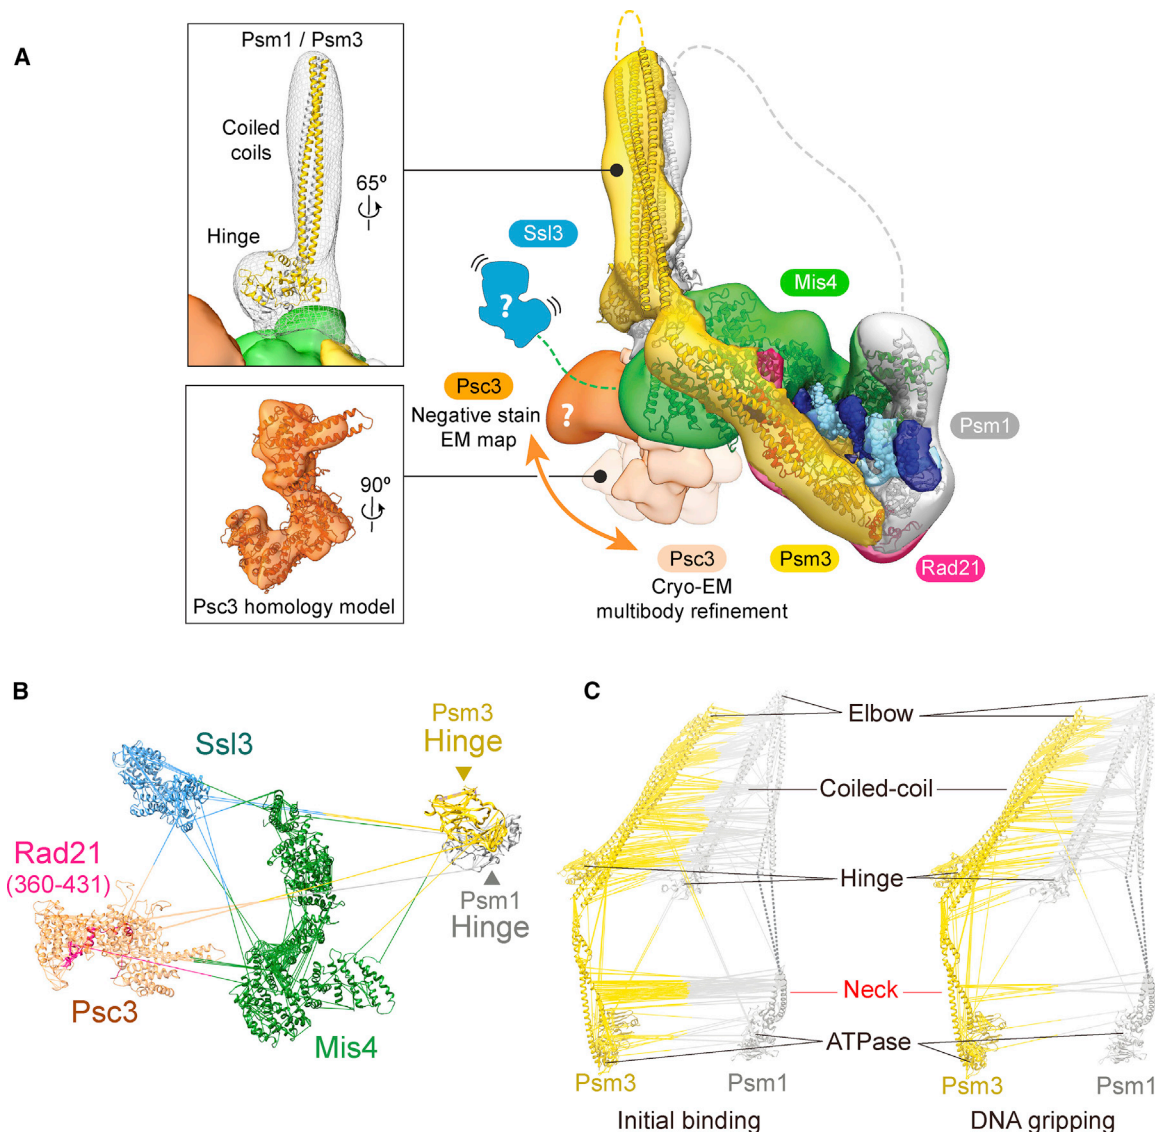 A
Psm1 / Psm3
Coiled
coils
65º
Hinge
Ssl3
?
Mis4
Psc3
Negative stain
EM map
?
Psm1
90º
Psc3 homology model
Psc3
Cryo-EM
multibody refinement
Psm3
Rad21
B
Ssl3
Psm3
Hinge
Rad21
(360-431)
Psm1
Hinge
Psc3
Mis4
C
Elbow
Coiled-coil
Hinge
Neck
ATPase
Psm3
Psm1
Psm3
Psm1
Initial binding
DNA gripping